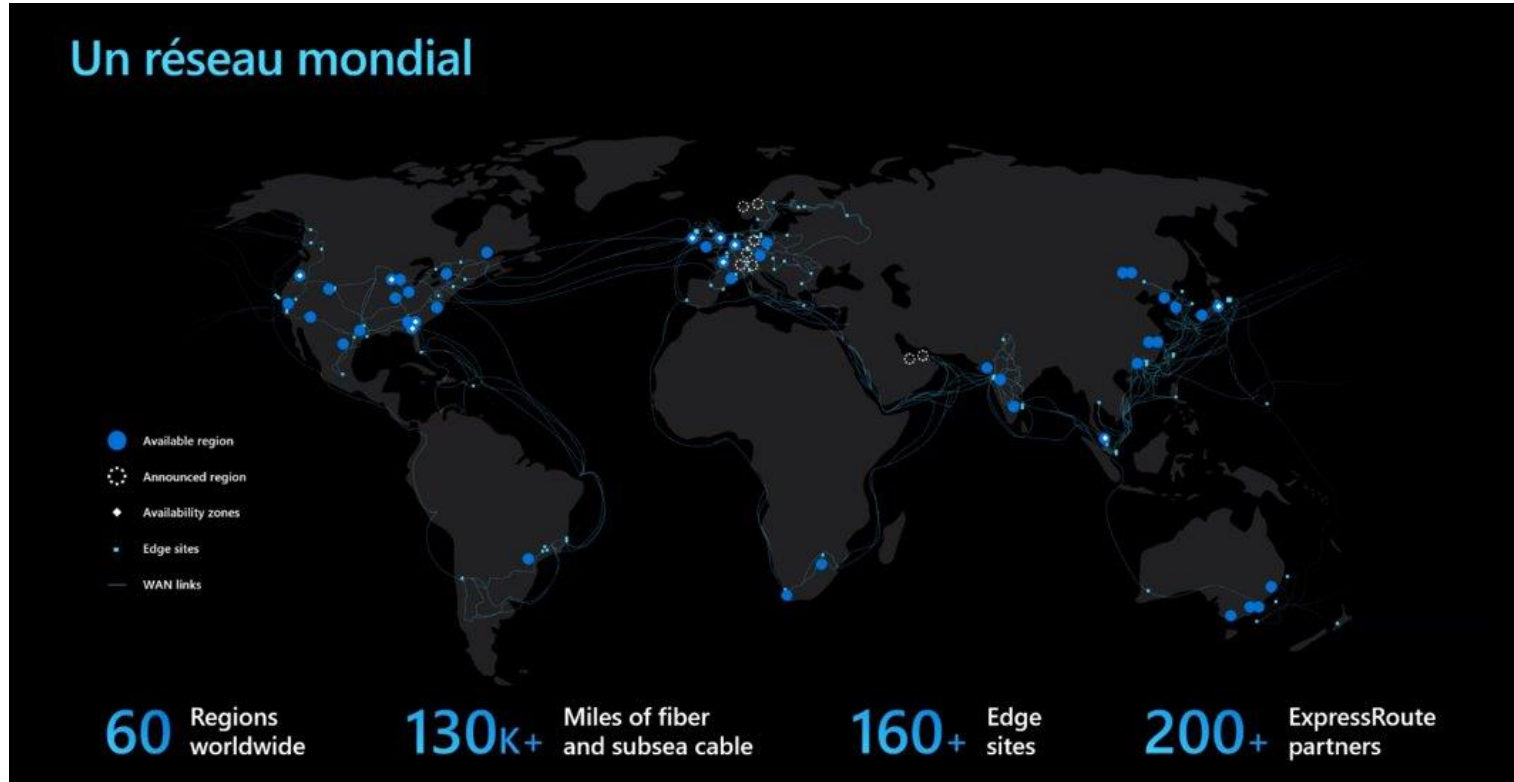 Un réseau mondial
Available region
Announced region
Availability zones
Edge sites
WAN links
60 Regions
worldwide
130K+ Miles of fiber
and subsea cable
160+ Edge
sites
200+ ExpressRoute
partners